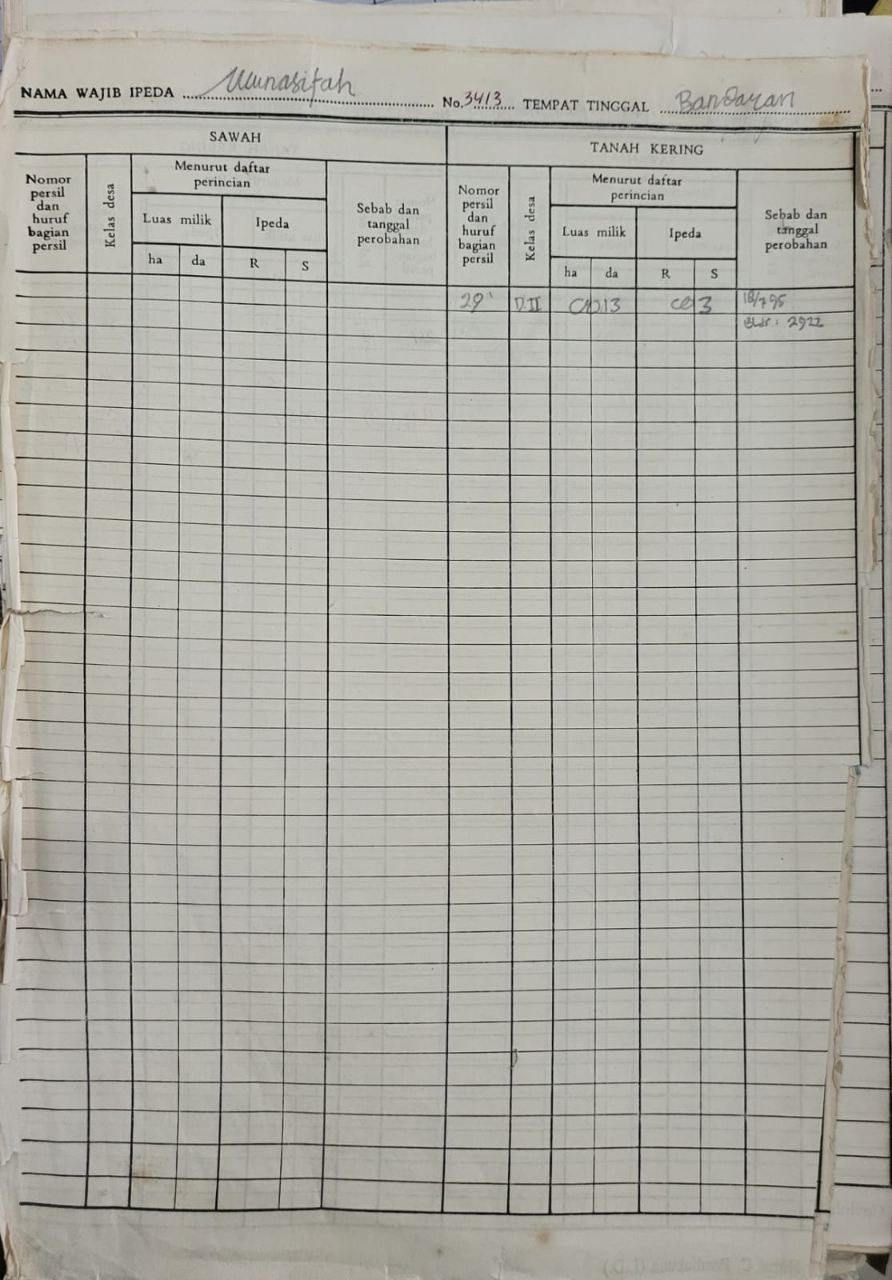 NAMA WAJIB IPEDA Munasifah No. 3413 TEMPAT TINGGAL Bandaran
SAWAH
TANAH KERING
Nomor persil dan huruf bagian persil
Kelas desa
Menurut daftar perincian
Luas milik
Ipeda
ha
da
R
S
Sebab dan tanggal perobahan
Nomor persil dan huruf bagian persil
Kelas desa
Menurut daftar perincian
Luas milik
Ipeda
ha
da
R
S
Sebab dan tanggal perobahan
29 D.II 13 3 18/7 95
2922